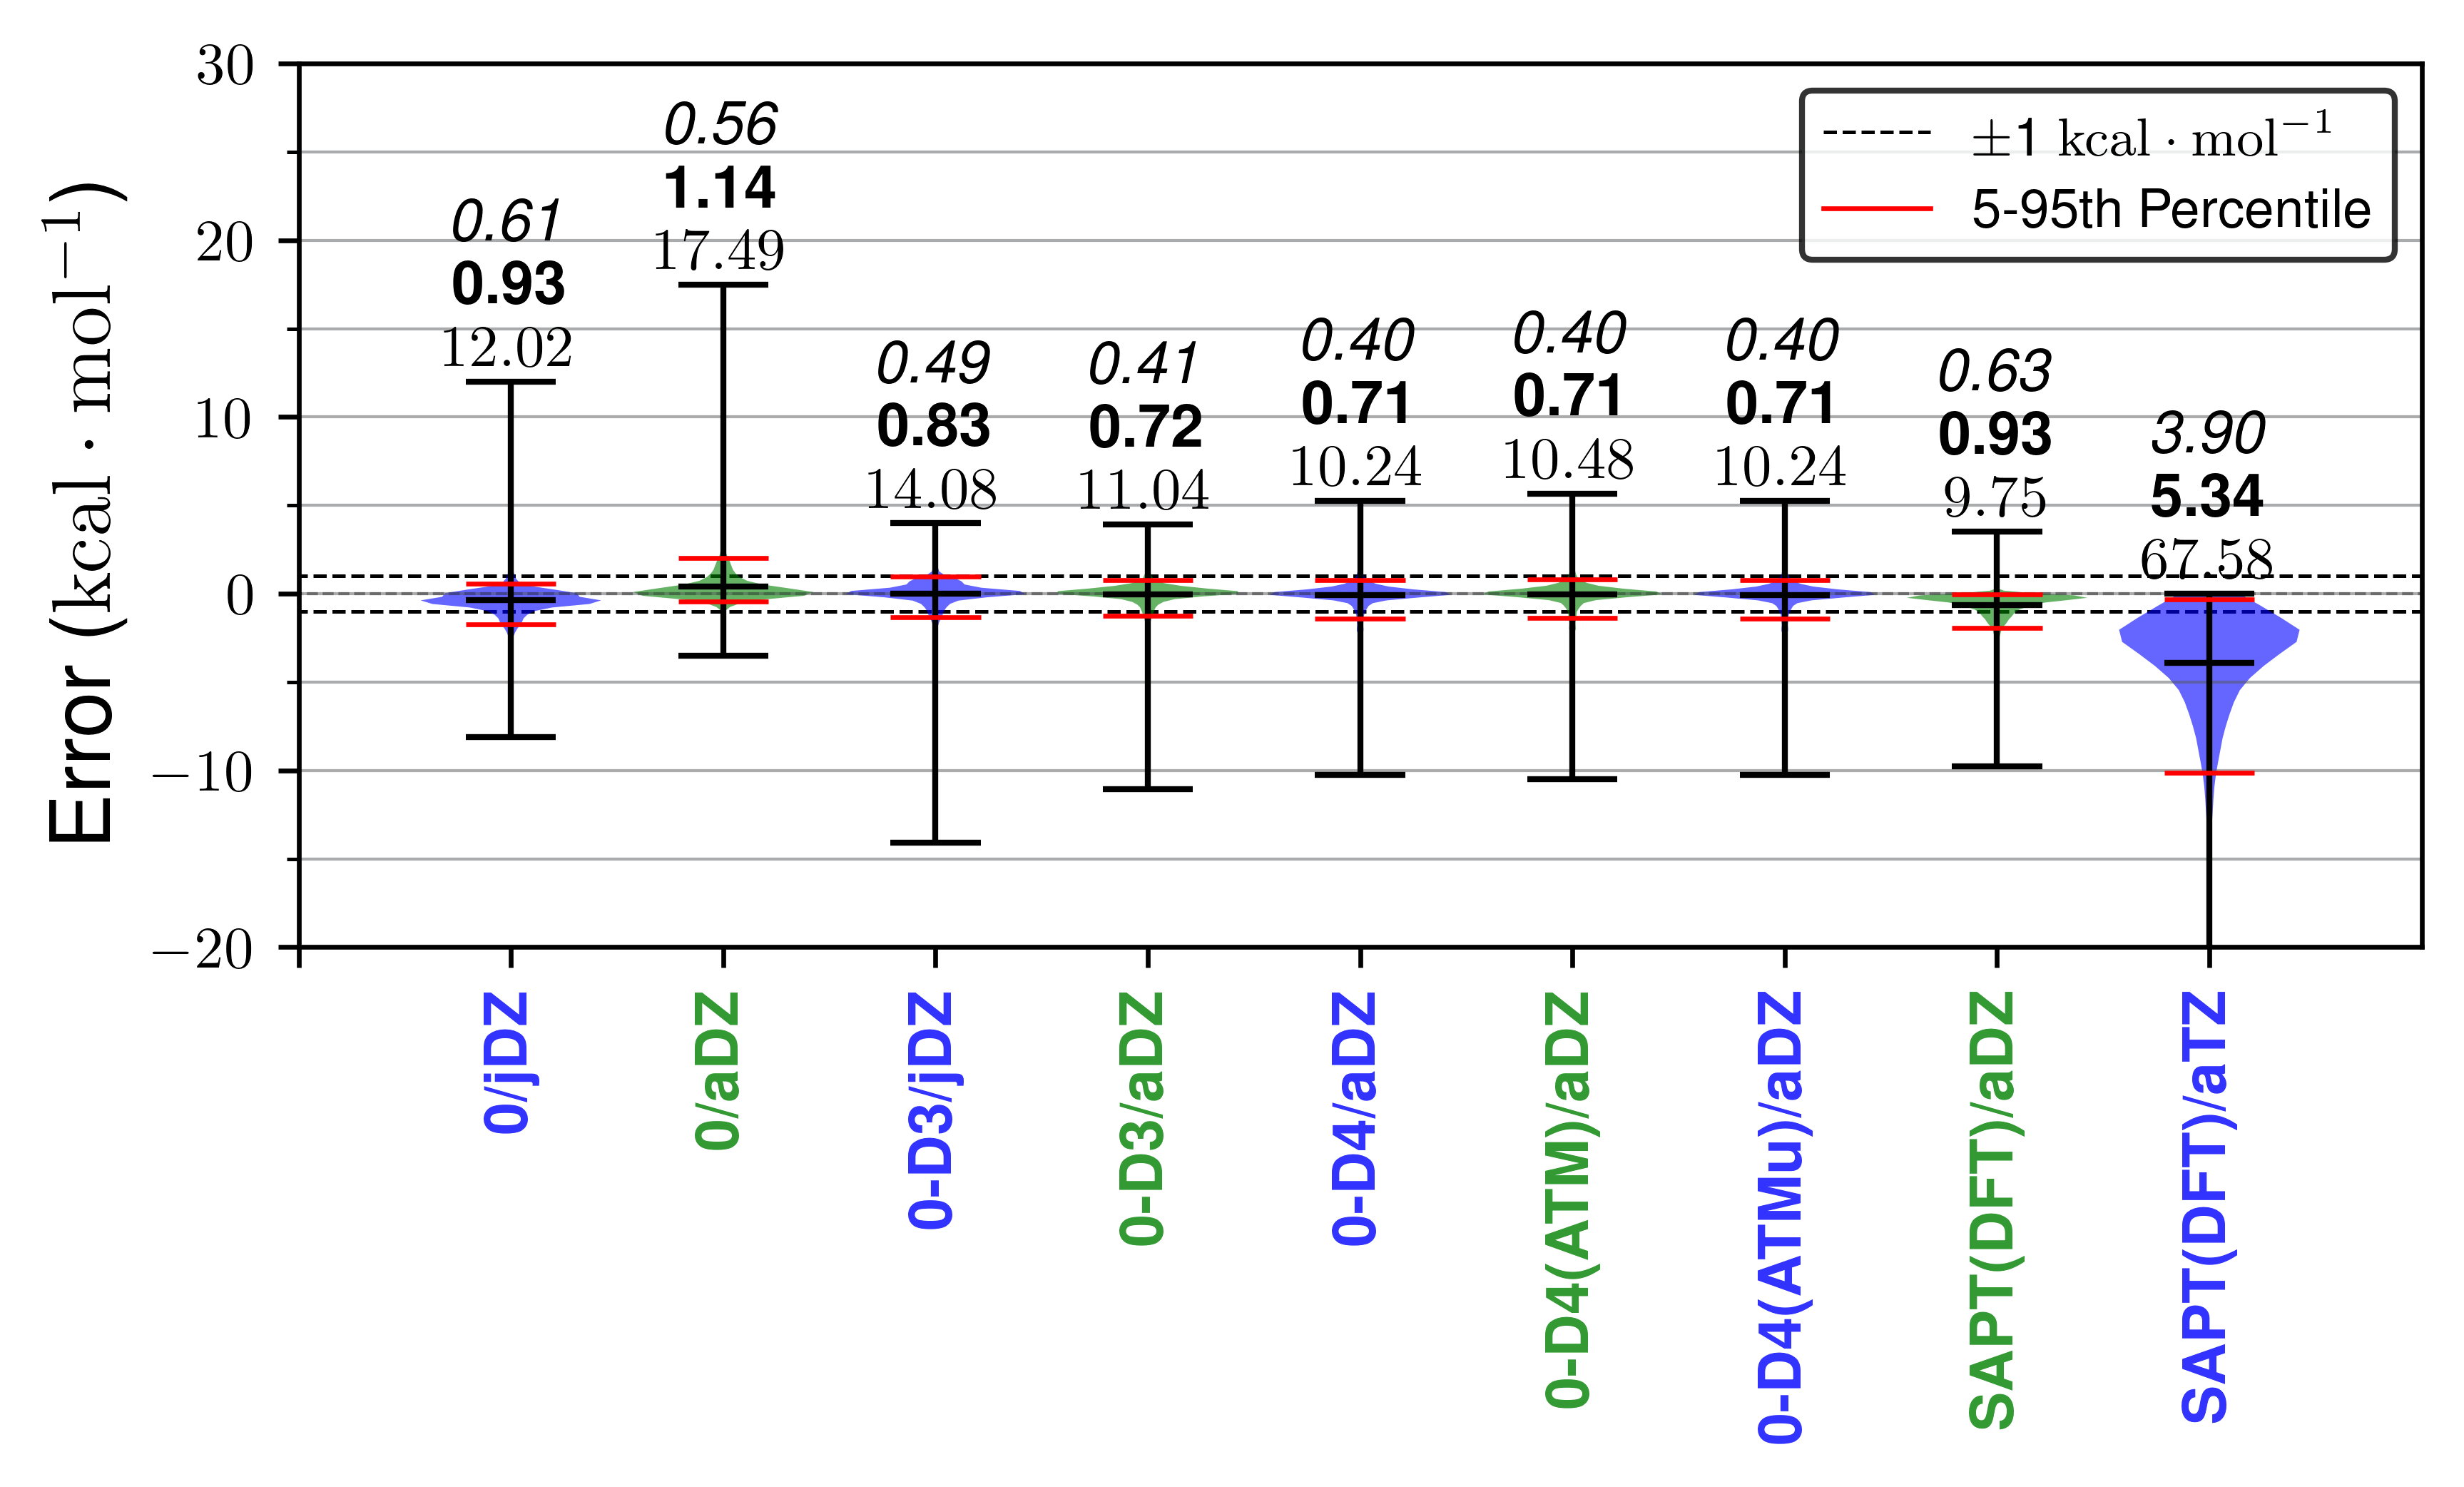 Error (kcal · mol⁻¹)
30
20
10
0
−10
−20
±1 kcal · mol⁻¹
5-95th Percentile
0.61
0.93
12.02
0.56
1.14
17.49
0.49
0.83
14.08
0.41
0.72
11.04
0.40
0.71
10.24
0.40
0.71
10.48
0.40
0.71
10.24
0.63
0.93
9.75
3.90
5.34
67.58
0/jDZ
0/aDZ
0-D3/jDZ
0-D3/aDZ
0-D4/aDZ
0-D4(ATM)/aDZ
0-D4(ATMu)/aDZ
SAPT(DFT)/aDZ
SAPT(DFT)/aTZ